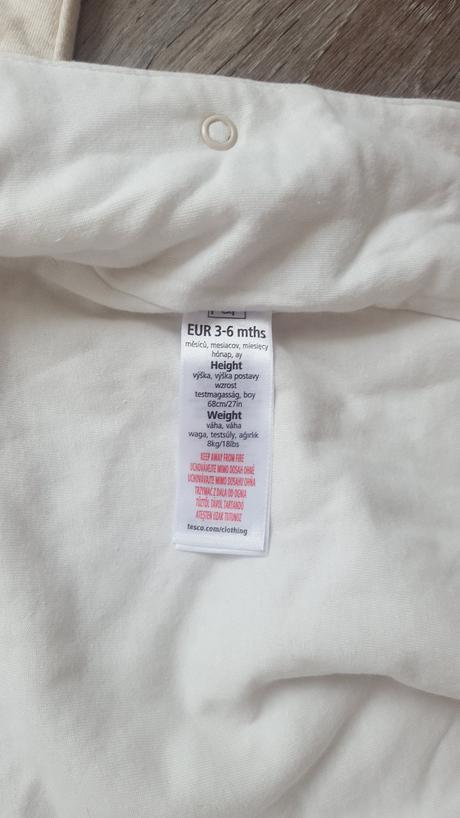 EUR 3-6 mths
měsíců, mesiacov, miesięcy
hónap, ay
Height
výška, výška postavy
wzrost
testmagasság, boy
68cm/27in
Weight
váha, váha
waga, testsúly, ağırlık
8kg/18lbs
KEEP AWAY FROM FIRE
UCHOVÁVEJTE MIMO DOSAH OHNĚ
UCHOVÁVAJTE MIMO DOSAHU OHŇA
TRZYMAĆ Z DALA OD OGNIA
TŰZTŐL TÁVOL TARTANDÓ
ATEŞTEN UZAK TUTUNUZ
tesco.com/clothing